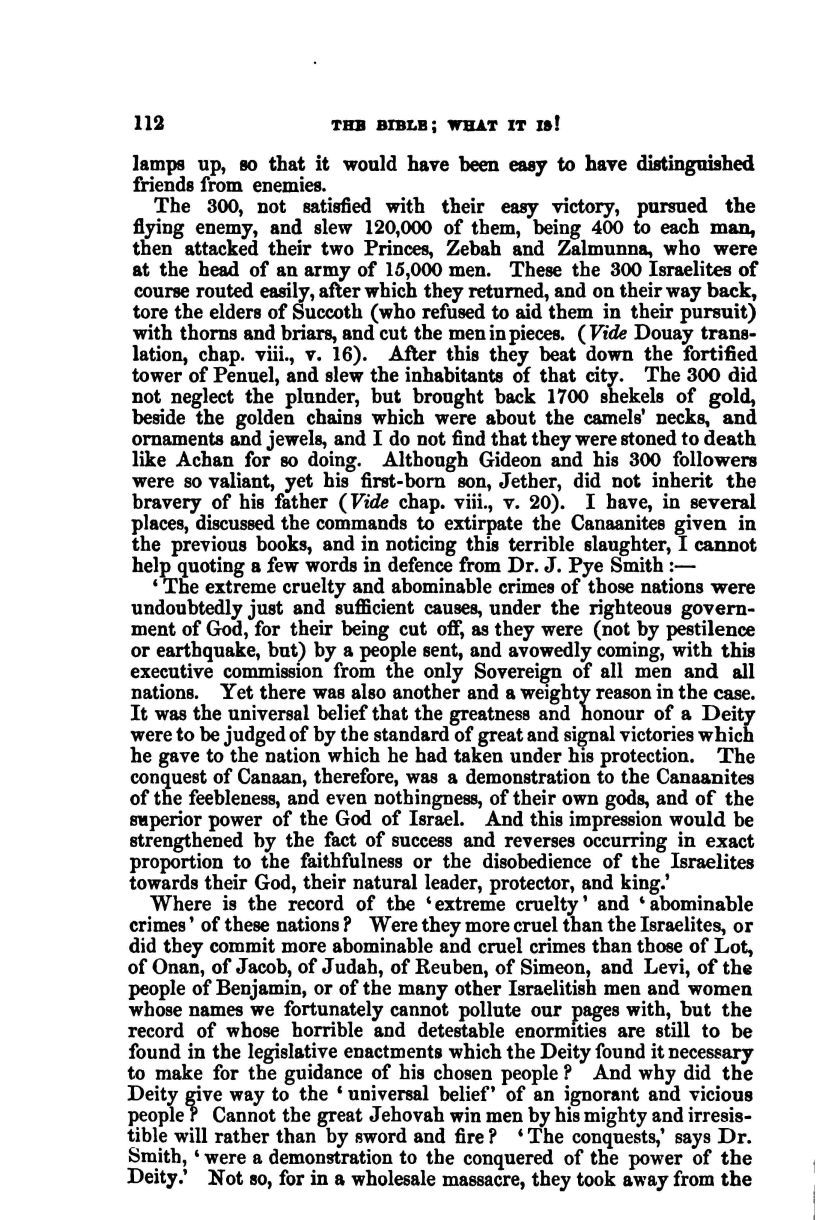 112 THE BIBLE; WHAT IT IS!
lamps up, so that it would have been easy to have distinguished
friends from enemies.
The 300, not satisfied with their easy victory, pursued the
flying enemy, and slew 120,000 of them, being 400 to each man,
then attacked their two Princes, Zebah and Zalmunna, who were
at the head of an army of 15,000 men. These the 300 Israelites of
course routed easily, after which they returned, and on their way back,
tore the elders of Succoth (who refused to aid them in their pursuit)
with thorns and briars, and cut the men in pieces. (Vide Douay trans-
lation, chap. viii., v. 16). After this they beat down the fortified
tower of Penuel, and slew the inhabitants of that city. The 300 did
not neglect the plunder, but brought back 1700 shekels of gold,
beside the golden chains which were about the camels' necks, and
ornaments and jewels, and I do not find that they were stoned to death
like Achan for so doing. Although Gideon and his 300 followers
were so valiant, yet his first-born son, Jether, did not inherit the
bravery of his father (Vide chap. viii., v. 20). I have, in several
places, discussed the commands to extirpate the Canaanites given in
the previous books, and in noticing this terrible slaughter, I cannot
help quoting a few words in defence from Dr. J. Pye Smith :—
‘The extreme cruelty and abominable crimes of those nations were
undoubtedly just and sufficient causes, under the righteous govern-
ment of God, for their being cut off, as they were (not by pestilence
or earthquake, but) by a people sent, and avowedly coming, with this
executive commission from the only Sovereign of all men and all
nations. Yet there was also another and a weighty reason in the case.
It was the universal belief that the greatness and honour of a Deity
were to be judged of by the standard of great and signal victories which
he gave to the nation which he had taken under his protection. The
conquest of Canaan, therefore, was a demonstration to the Canaanites
of the feebleness, and even nothingness, of their own gods, and of the
superior power of the God of Israel. And this impression would be
strengthened by the fact of success and reverses occurring in exact
proportion to the faithfulness or the disobedience of the Israelites
towards their God, their natural leader, protector, and king.’
Where is the record of the ‘extreme cruelty’ and ‘abominable
crimes’ of these nations? Were they more cruel than the Israelites, or
did they commit more abominable and cruel crimes than those of Lot,
of Onan, of Jacob, of Judah, of Reuben, of Simeon, and Levi, of the
people of Benjamin, or of the many other Israelitish men and women
whose names we fortunately cannot pollute our pages with, but the
record of whose horrible and detestable enormities are still to be
found in the legislative enactments which the Deity found it necessary
to make for the guidance of his chosen people? And why did the
Deity give way to the ‘universal belief’ of an ignorant and vicious
people? Cannot the great Jehovah win men by his mighty and irresis-
tible will rather than by sword and fire? ‘The conquests,’ says Dr.
Smith, ‘were a demonstration to the conquered of the power of the
Deity.’ Not so, for in a wholesale massacre, they took away from the